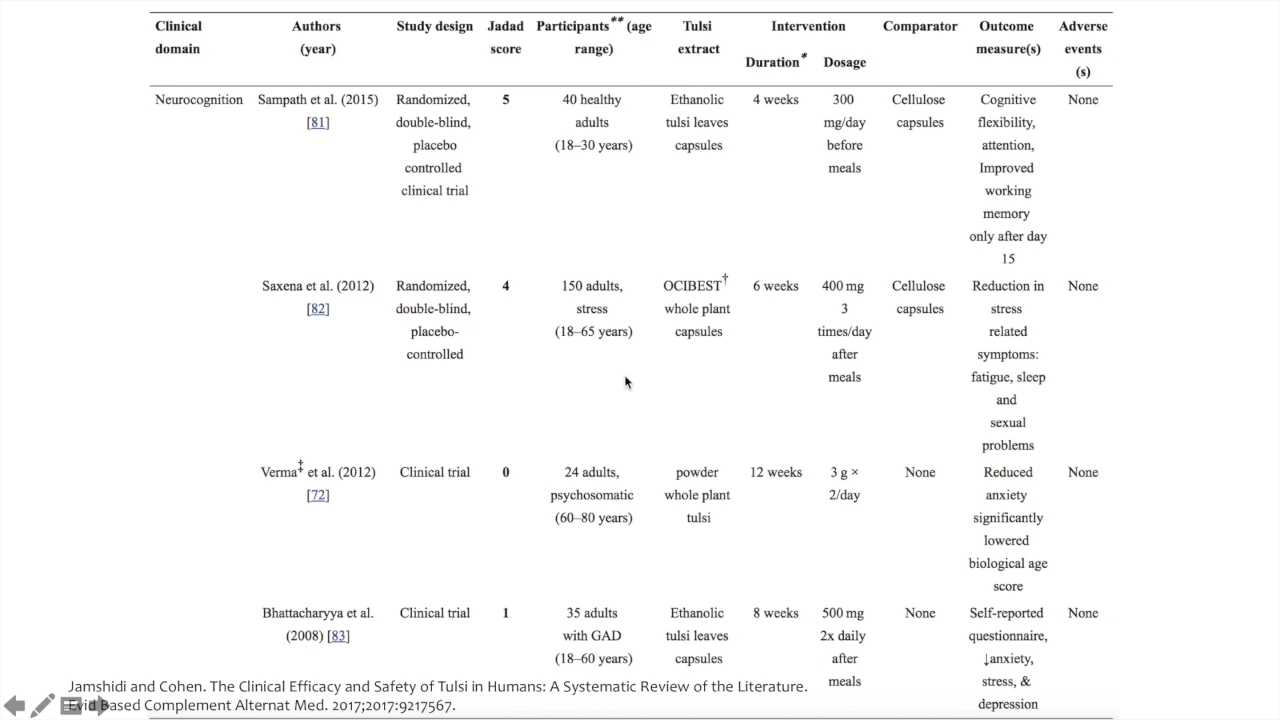 Clinical domain
Authors (year)
Study design
Jadad score
Participants** (age range)
Tulsi extract
Intervention
Duration*
Dosage
Comparator
Outcome measure(s)
Adverse events (s)
Neurocognition
Sampath et al. (2015) [81]
Randomized, double-blind, placebo controlled clinical trial
5
40 healthy adults (18–30 years)
Ethanolic tulsi leaves capsules
4 weeks
300 mg/day before meals
Cellulose capsules
Cognitive flexibility, attention, Improved working memory only after day 15
None
Saxena et al. (2012) [82]
Randomized, double-blind, placebo-controlled
4
150 adults, stress (18–65 years)
OCIBEST† whole plant capsules
6 weeks
400 mg 3 times/day after meals
Cellulose capsules
Reduction in stress related symptoms: fatigue, sleep and sexual problems
None
Verma‡ et al. (2012) [72]
Clinical trial
0
24 adults, psychosomatic (60–80 years)
powder whole plant tulsi
12 weeks
3 g × 2/day
None
Reduced anxiety significantly lowered biological age score
None
Bhattacharyya et al. (2008) [83]
Clinical trial
1
35 adults with GAD (18–60 years)
Ethanolic tulsi leaves capsules
8 weeks
500 mg 2x daily after meals
None
Self-reported questionnaire, ↓anxiety, stress, & depression
None
Jamshidi and Cohen. The Clinical Efficacy and Safety of Tulsi in Humans: A Systematic Review of the Literature.
Evid Based Complement Alternat Med. 2017;2017:9217567.